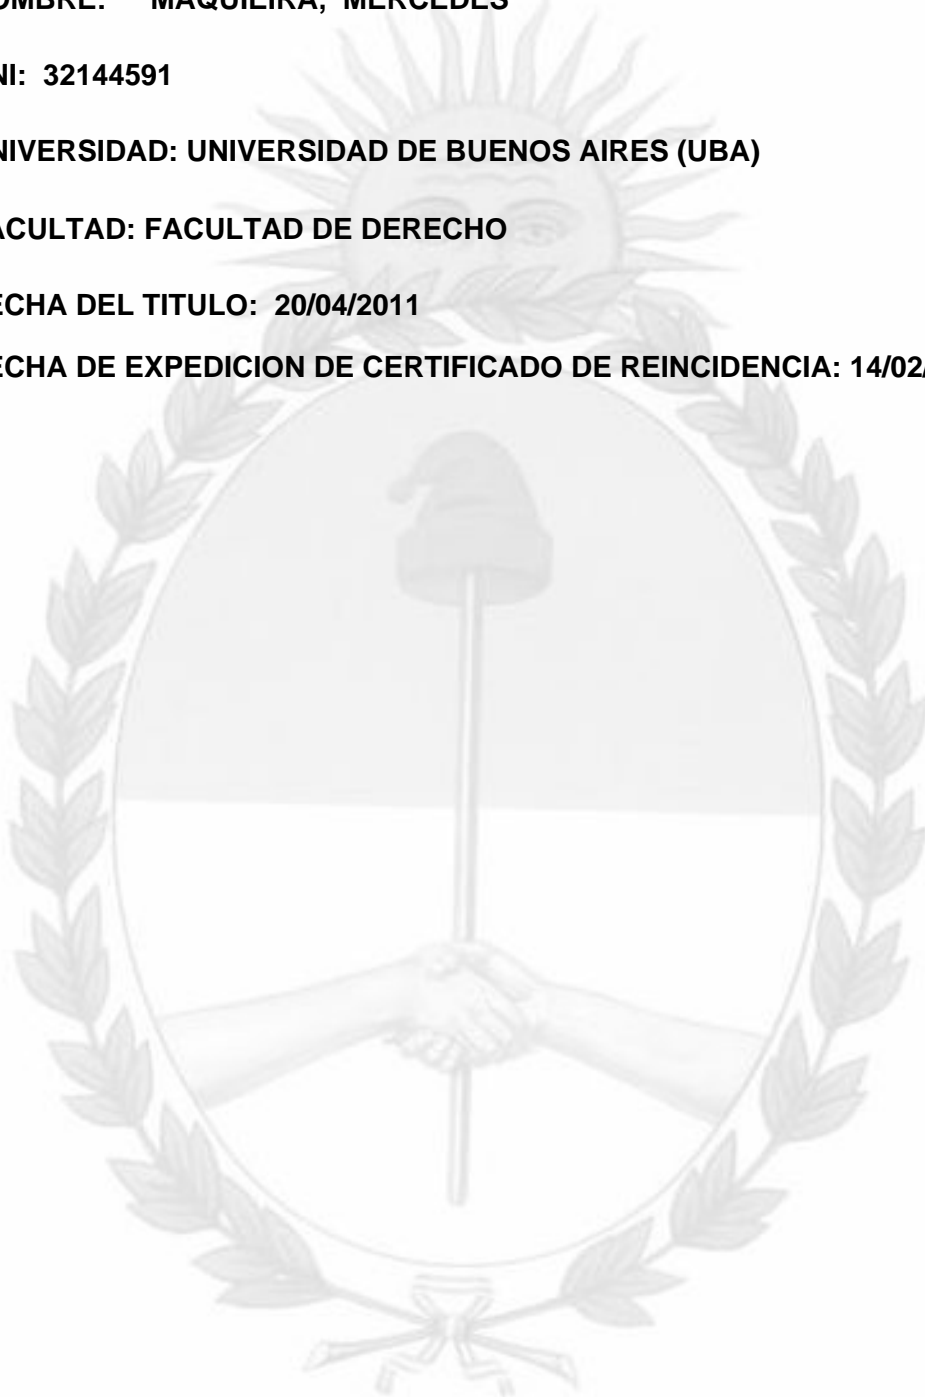 OMBRE: MAQUIEIRA, MERCEDES
NI: 32144591
NIVERSIDAD: UNIVERSIDAD DE BUENOS AIRES (UBA)
ACULTAD: FACULTAD DE DERECHO
ECHA DEL TITULO: 20/04/2011
ECHA DE EXPEDICION DE CERTIFICADO DE REINCIDENCIA: 14/02/